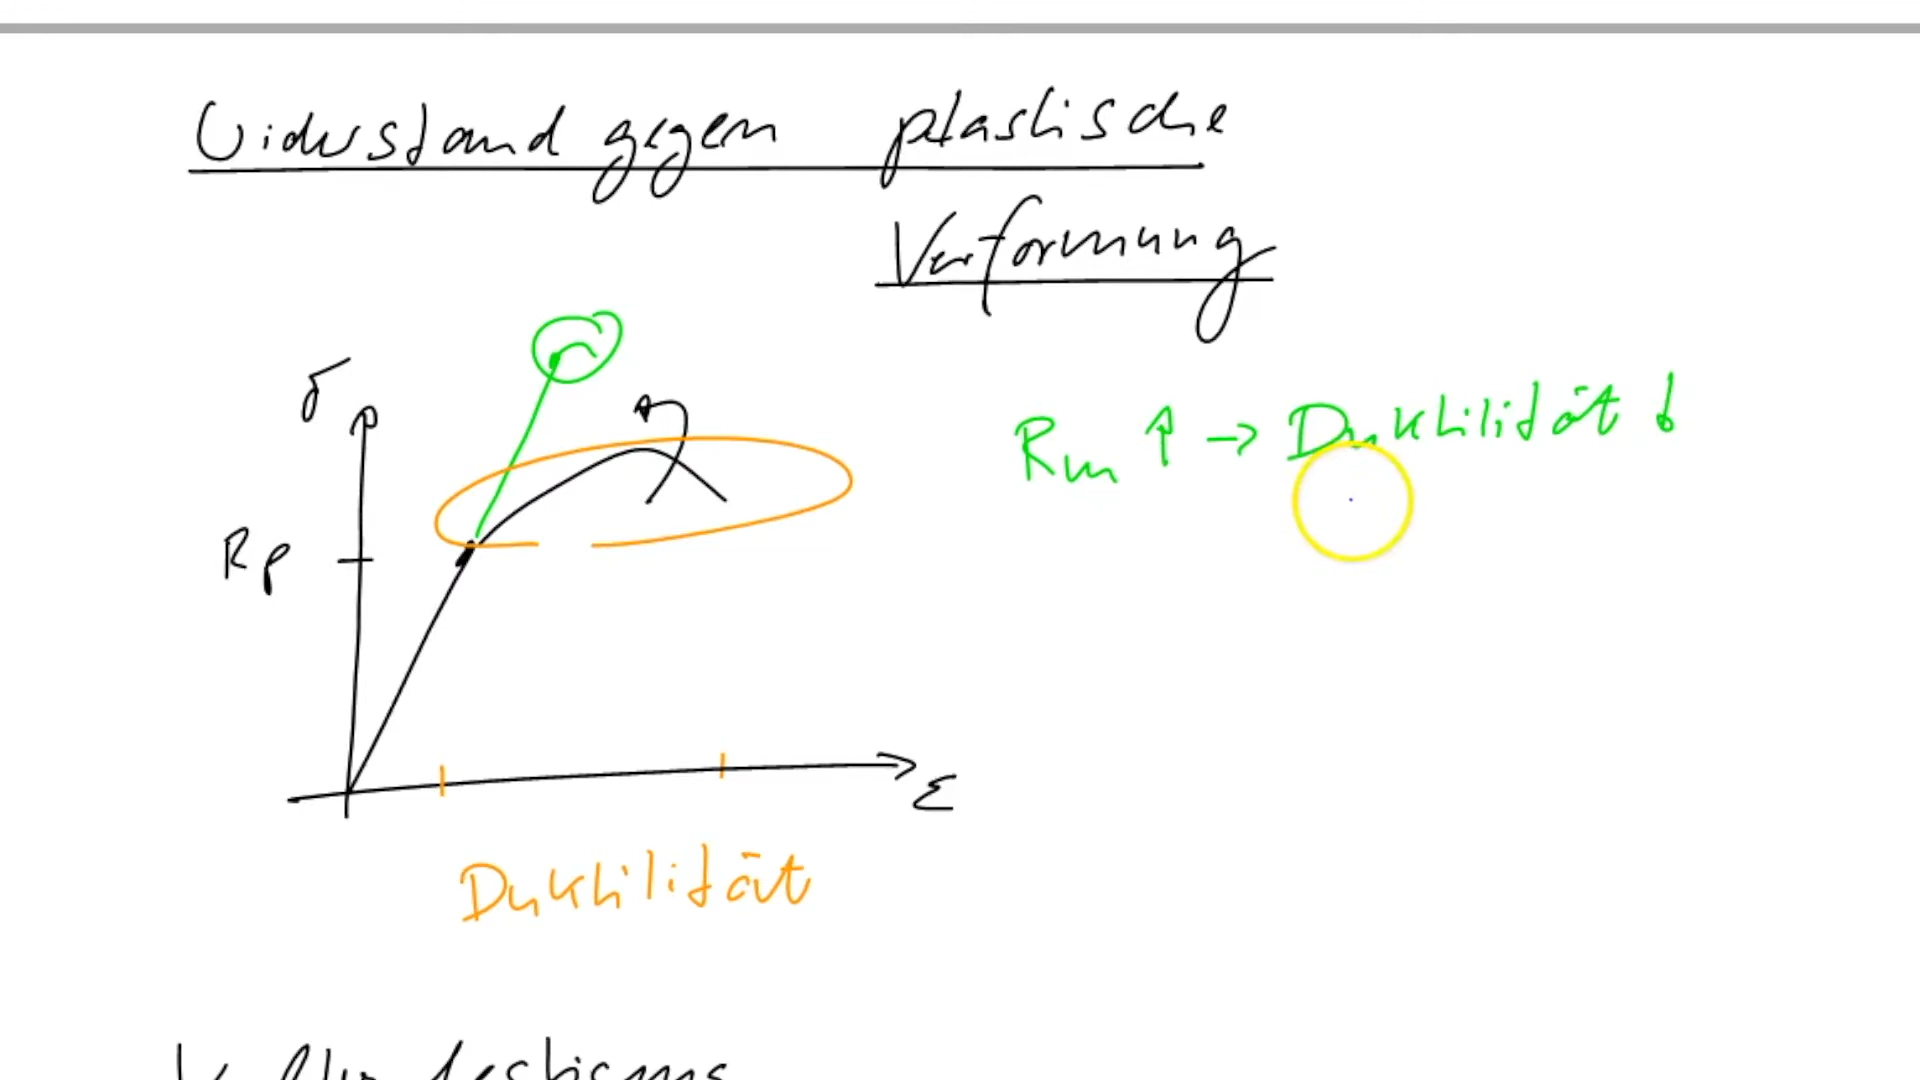 Widerstand gegen plastische
Verformung
σ
Rm ↑ → Duktilität ↓
Rp
ε
Duktilität